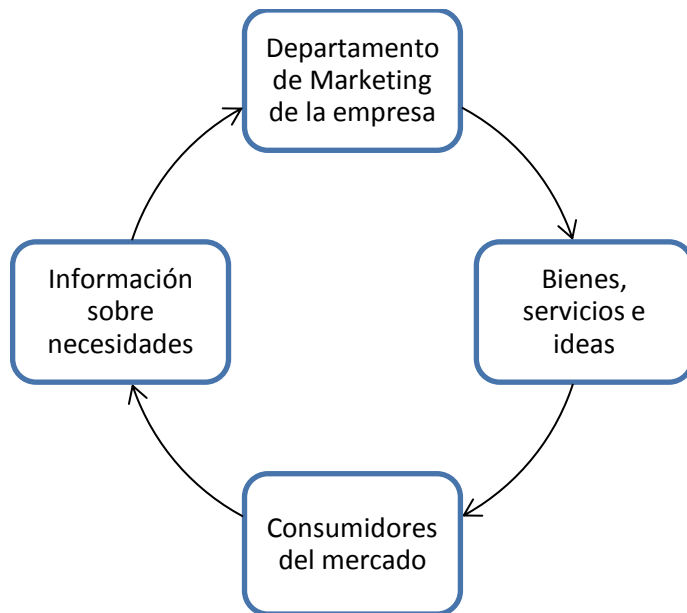 Departamento
de Marketing
de la empresa
Bienes,
servicios e
ideas
Consumidores
del mercado
Información
sobre
necesidades